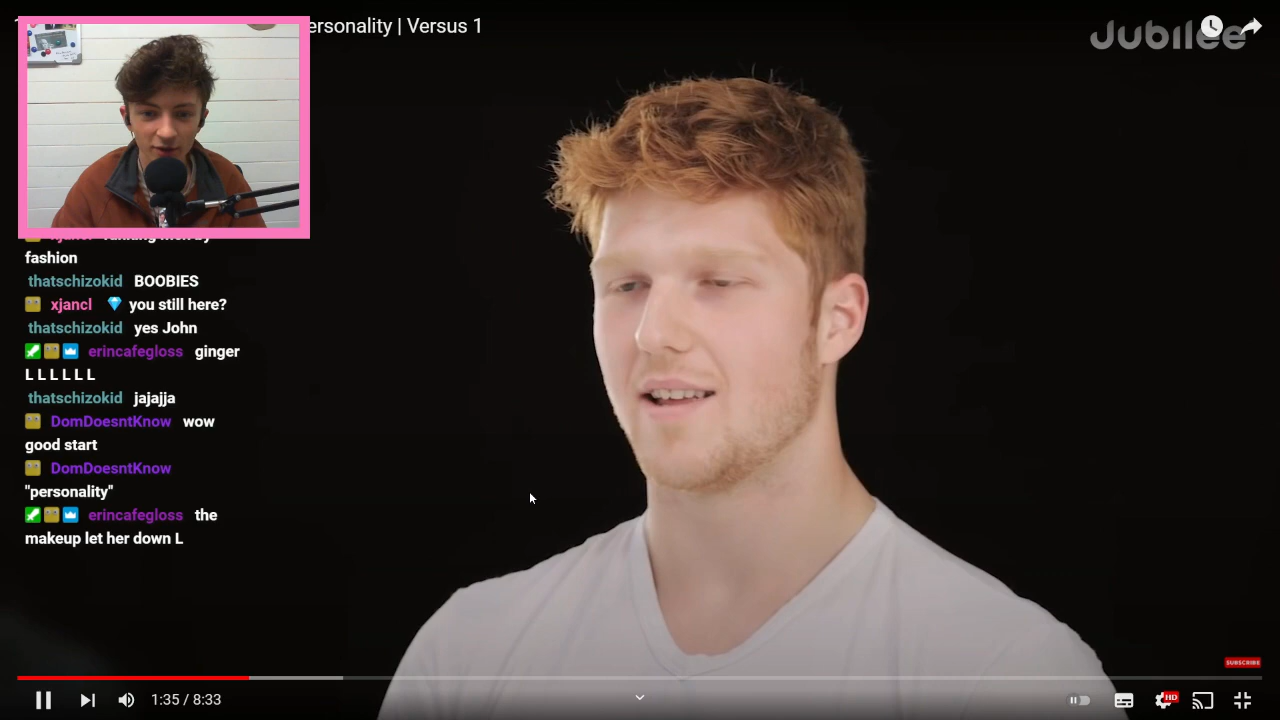 ersonality | Versus 1
Jubilee
fashion
thatschizokid BOOBIES
xjancl 💎 you still here?
thatschizokid yes John
erincafegloss ginger
L L L L L L
thatschizokid jajajja
DomDoesntKnow wow
good start
DomDoesntKnow
"personality"
erincafegloss the
makeup let her down L
SUBSCRIBE
1:35 / 8:33
HD